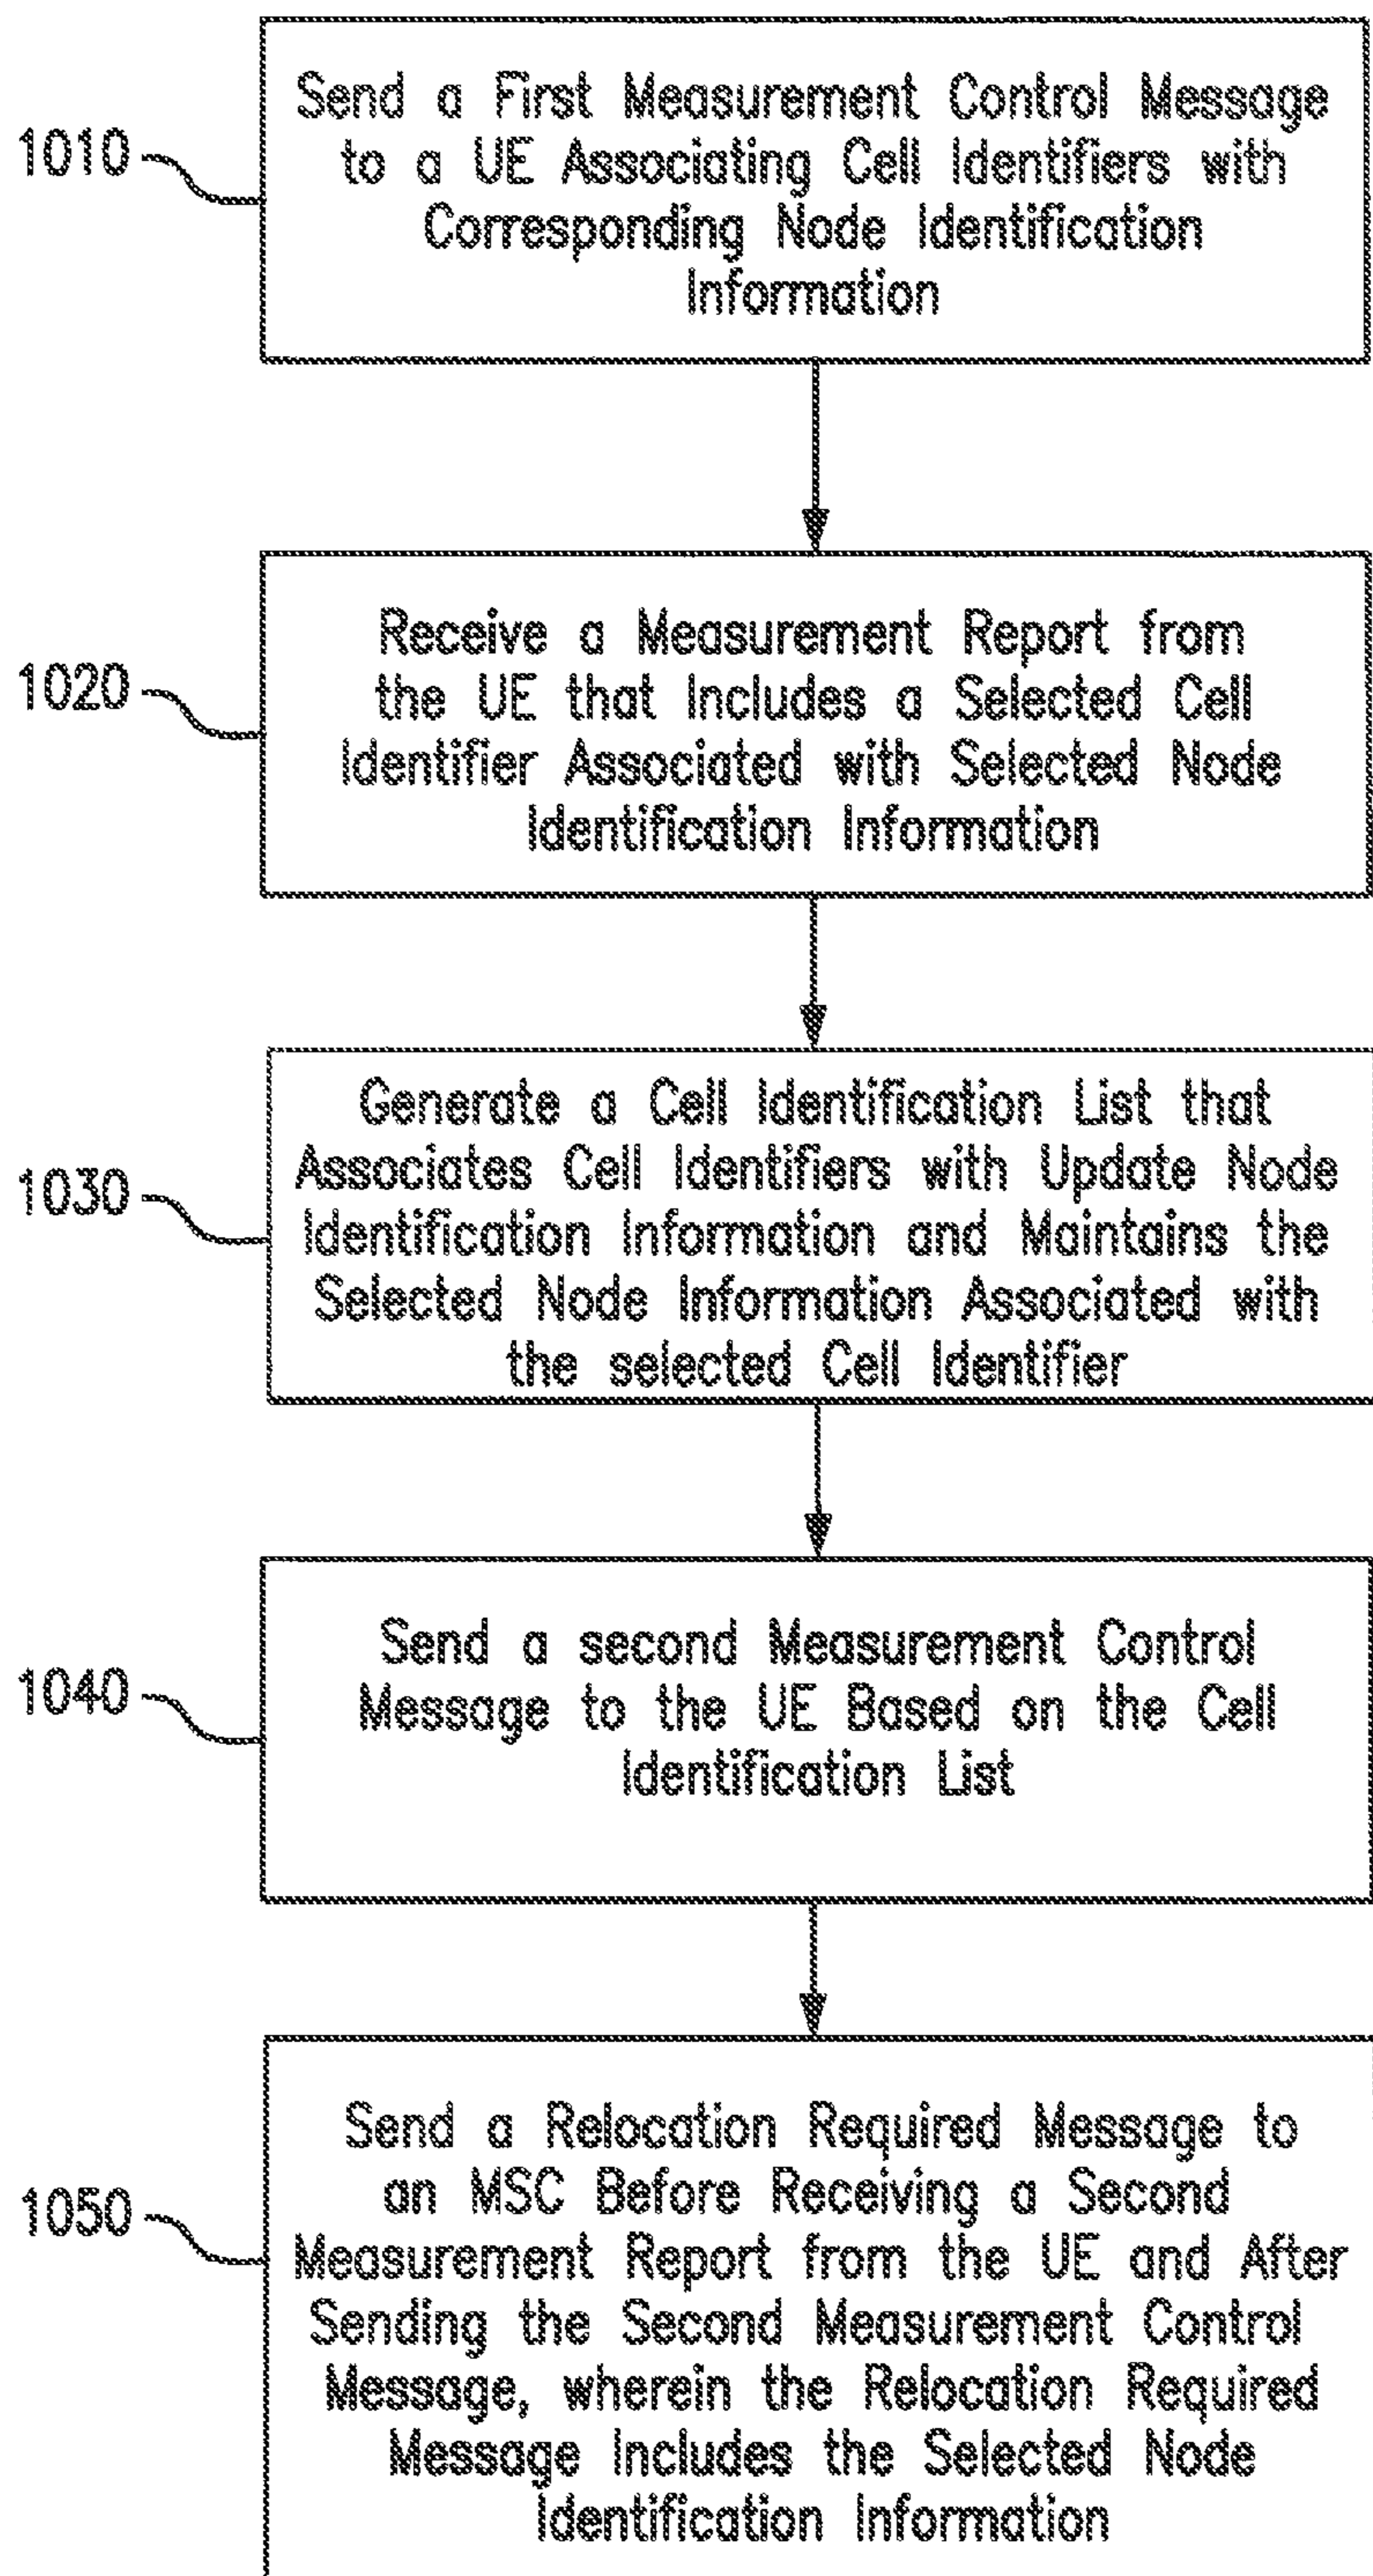 1010
Send a First Measurement Control Message
to a UE Associating Cell Identifiers with
Corresponding Node Identification
Information
1020
Receive a Measurement Report from
the UE that Includes a Selected Cell
Identifier Associated with Selected Node
Identification Information
1030
Generate a Cell Identification List that
Associates Cell Identifiers with Update Node
Identification Information and Maintains the
Selected Node Information Associated with
the selected Cell Identifier
1040
Send a second Measurement Control
Message to the UE Based on the Cell
Identification List
1050
Send a Relocation Required Message to
an MSC Before Receiving a Second
Measurement Report from the UE and After
Sending the Second Measurement Control
Message, wherein the Relocation Required
Message Includes the Selected Node
Identification Information